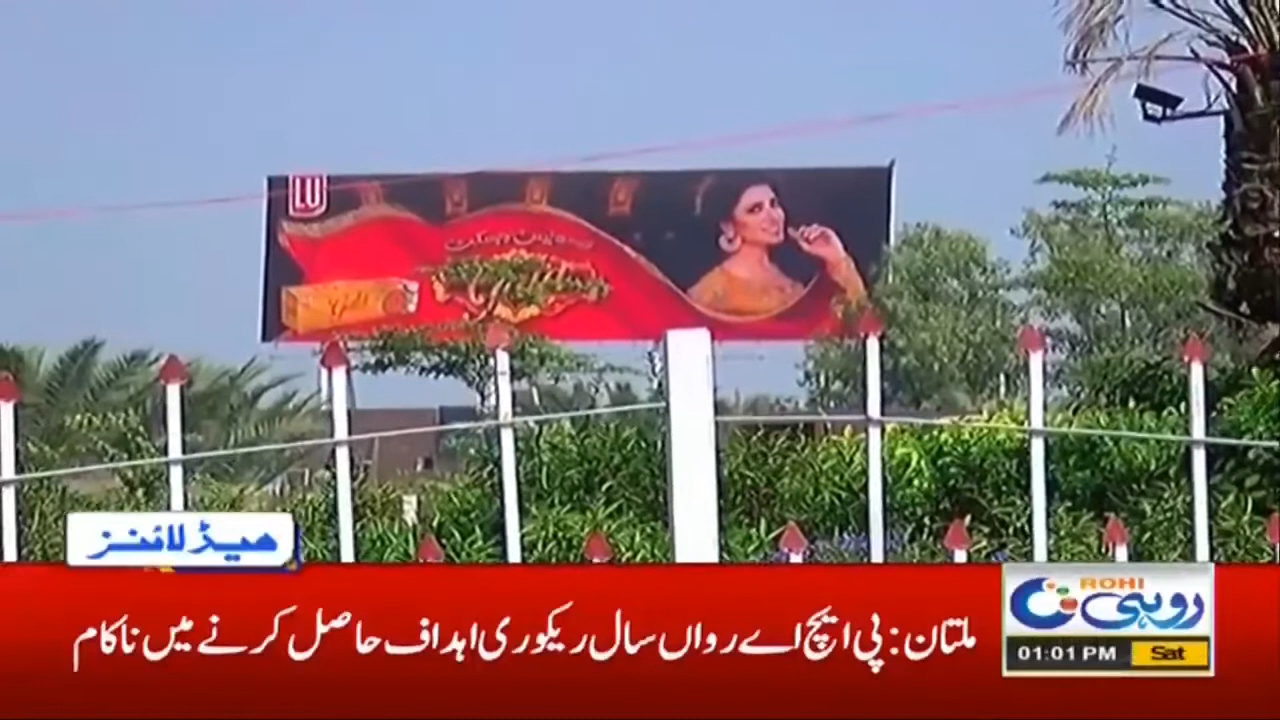 LU
Gold
ہیڈ لائنز
ملتان: پی ایچ اے رواں سال ریکوری اہداف حاصل کرنے میں ناکام
ROHI
روہی
01:01 PM Sat